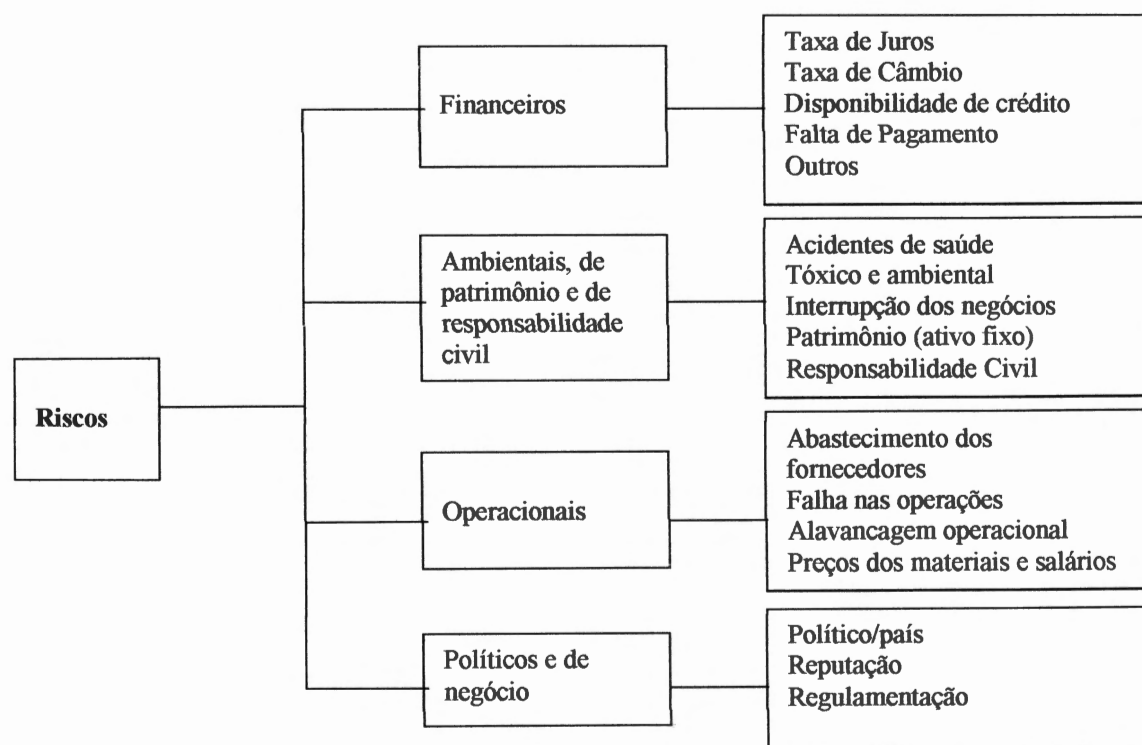 Riscos
Financeiros
Taxa de Juros
Taxa de Câmbio
Disponibilidade de crédito
Falta de Pagamento
Outros
Ambientais, de
patrimônio e de
responsabilidade
civil
Acidentes de saúde
Tóxico e ambiental
Interrupção dos negócios
Patrimônio (ativo fixo)
Responsabilidade Civil
Operacionais
Abastecimento dos
fornecedores
Falha nas operações
Alavancagem operacional
Preços dos materiais e salários
Políticos e de
negócio
Político/país
Reputação
Regulamentação